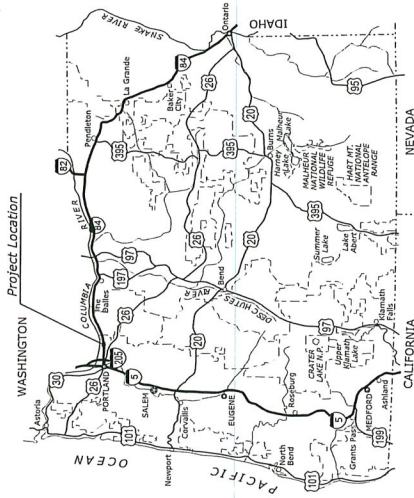 Project Location
WASHINGTON
Astoria
30
26
PORTLAND
205
COLUMBIA
RIVER
The Dalles
84
82
Pendleton
SNAKE RIVER
La Grande
395
Baker
City
84
Ontario
IDAHO
101
5
SALEM
26
197
97
26
26
Newport
Corvallis
20
DESCHUTES
RIVER
Bend
20
395
20
EUGENE
Burns
Harney
Lake
Malheur
Lake
MALHEUR
NATIONAL
WILDLIFE
REFUGE
HART MT.
NATIONAL
ANTELOPE
RANGE
95
PACIFIC
OCEAN
North
Bend
Roseburg
CRATER
LAKE N.P.
Summer
Lake
Lake
Abert
395
97
Upper
Klamath
Lake
Klamath
Falls
101
Grants Pass
5
MEDFORD
199
Ashland
CALIFORNIA
NEVADA